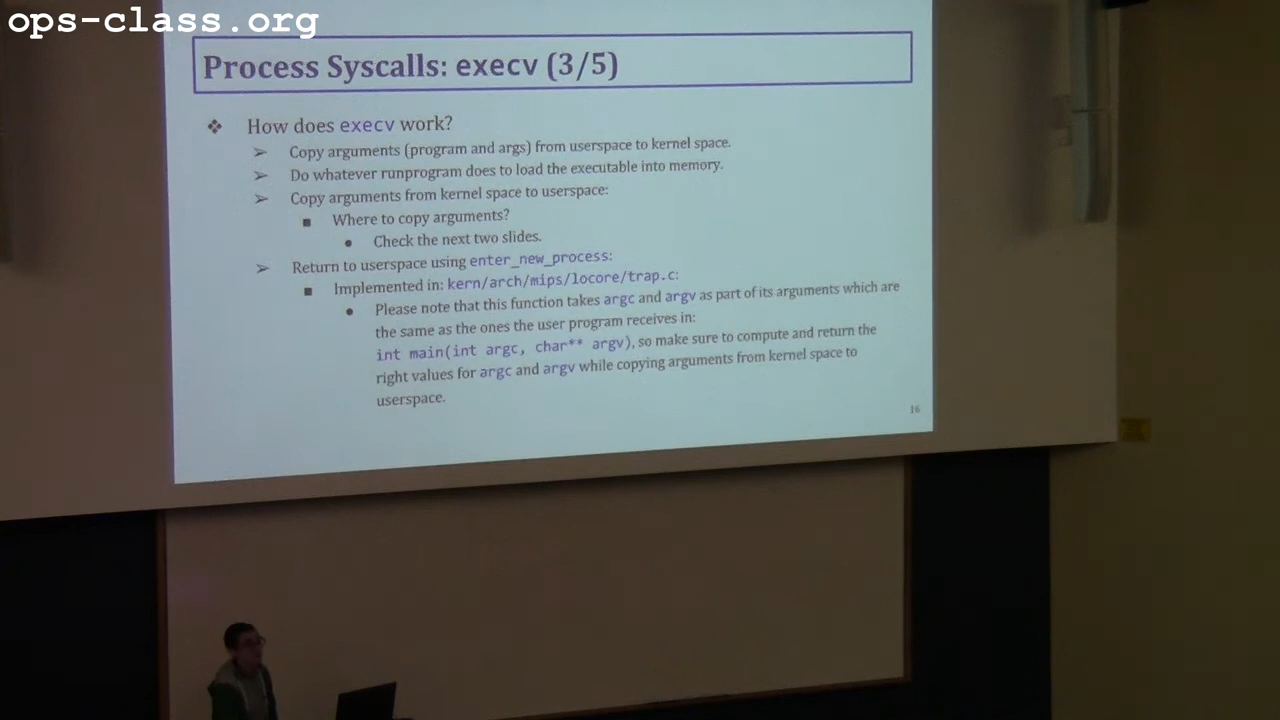 ops-class.org
Process Syscalls: execv (3/5)
❖ How does execv work?
➢ Copy arguments (program and args) from userspace to kernel space.
➢ Do whatever runprogram does to load the executable into memory.
➢ Copy arguments from kernel space to userspace:
■ Where to copy arguments?
● Check the next two slides.
➢ Return to userspace using enter_new_process:
■ Implemented in: kern/arch/mips/locore/trap.c:
● Please note that this function takes argc and argv as part of its arguments which are
the same as the ones the user program receives in:
int main(int argc, char** argv), so make sure to compute and return the
right values for argc and argv while copying arguments from kernel space to
userspace.
16